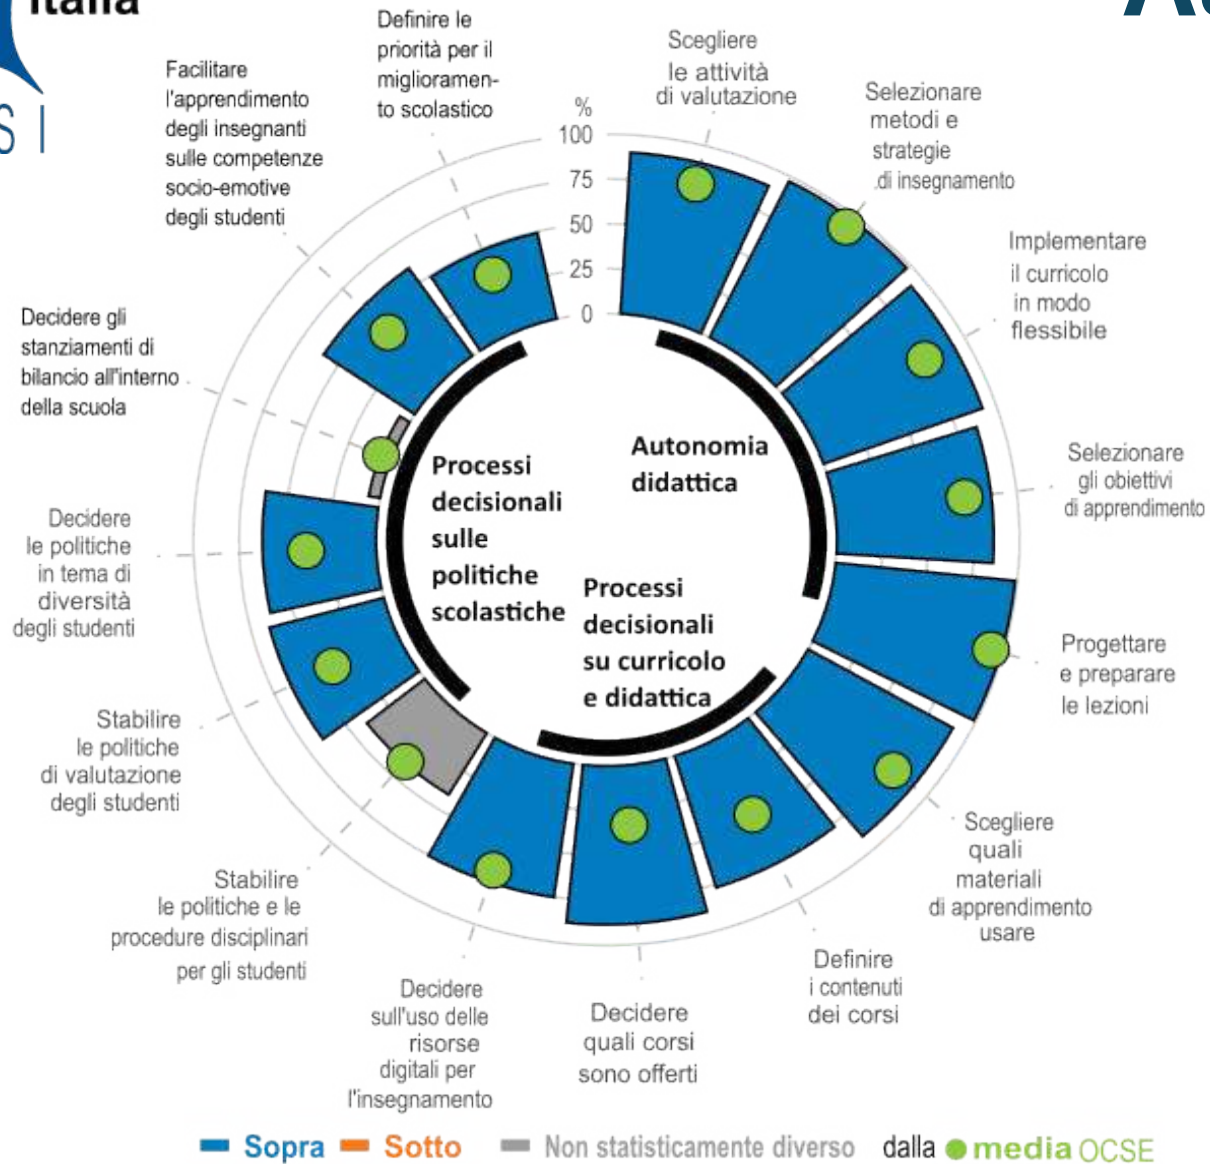 Italia
S I
Definire le
priorità per il
miglioramen-
to scolastico
Facilitare
l'apprendimento
degli insegnanti
sulle competenze
socio-emotive
degli studenti
Decidere gli
stanziamenti di
bilancio all'interno
della scuola
Decidere
le politiche
in tema di
diversità
degli studenti
Stabilire
le politiche
di valutazione
degli studenti
Stabilire
le politiche e le
procedure disciplinari
per gli studenti
Decidere
sull'uso delle
risorse
digitali per
l'insegnamento
Decidere
quali corsi
sono offerti
Definire
i contenuti
dei corsi
Scegliere
quali
materiali
di apprendimento
usare
Progettare
e preparare
le lezioni
Selezionare
gli obiettivi
di apprendimento
Implementare
il curricolo
in modo
flessibile
Selezionare
metodi e
strategie
.di insegnamento
Scegliere
le attività
di valutazione
%
100
75
50
25
0
Autonomia
didattica
Processi
decisionali
sulle
politiche
scolastiche
Processi
decisionali
su curricolo
e didattica
Sopra Sotto Non statisticamente diverso dalla media OCSE